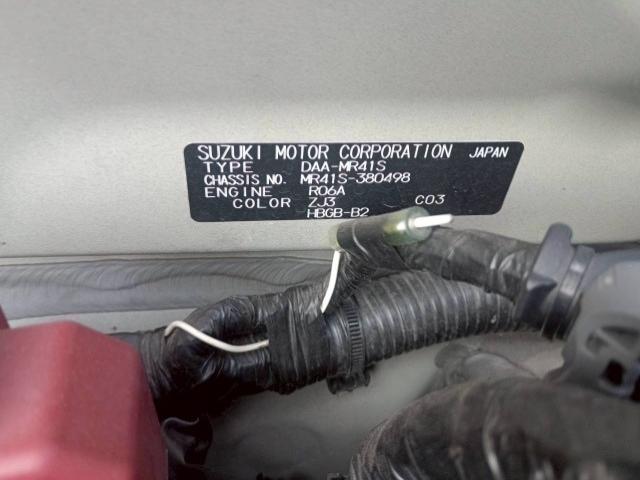 SUZUKI MOTOR CORPORATION JAPAN
TYPE DAA-MR41S
CHASSIS NO. MR41S-380498
ENGINE R06A
COLOR ZJ3 C03
HBGB-B2